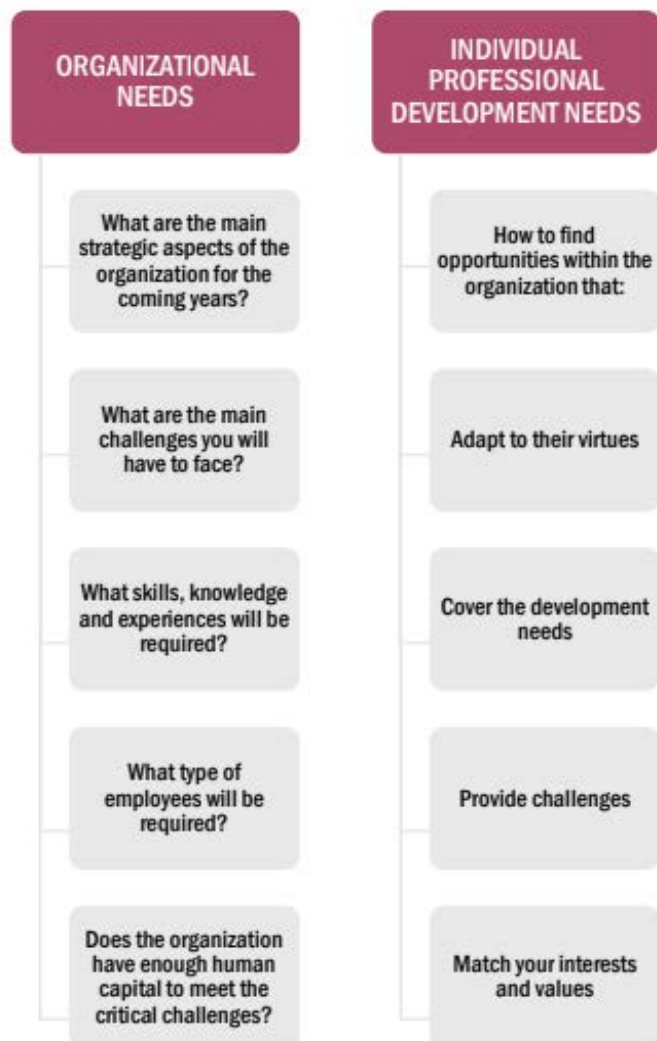 ORGANIZATIONAL
NEEDS
What are the main
strategic aspects of the
organization for the
coming years?
What are the main
challenges you will
have to face?
What skills, knowledge
and experiences will be
required?
What type of
employees will be
required?
Does the organization
have enough human
capital to meet the
critical challenges?
INDIVIDUAL
PROFESSIONAL
DEVELOPMENT NEEDS
How to find
opportunities within the
organization that:
Adapt to their virtues
Cover the development
needs
Provide challenges
Match your interests
and values